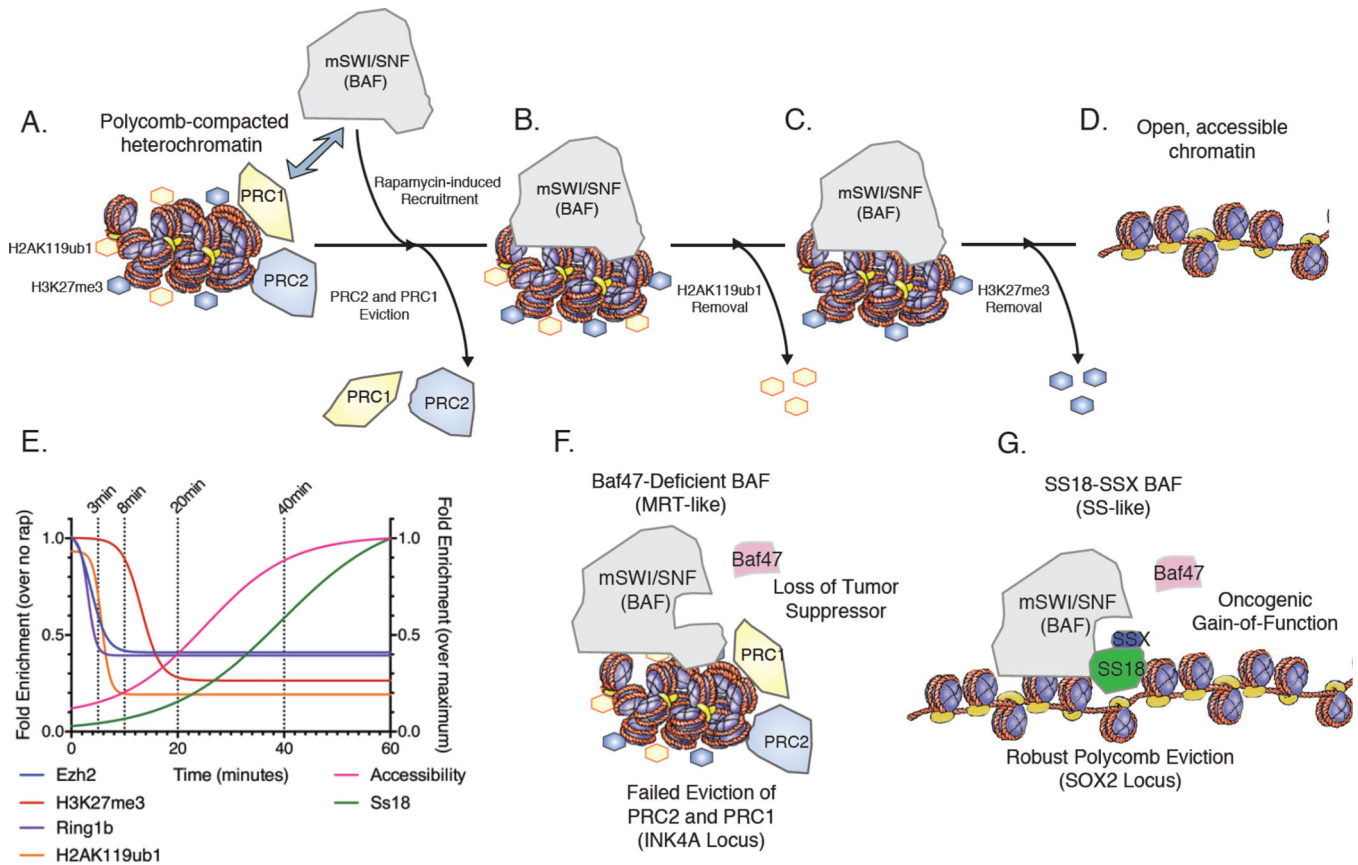 mSWI/SNF
(BAF)
A.
Polycomb-compacted
heterochromatin
PRC1
H2AK119ub1
H3K27me3
PRC2
Rapamycin-induced
Recruitment
PRC2 and PRC1
Eviction
PRC1
PRC2
B.
mSWI/SNF
(BAF)
H2AK119ub1
Removal
C.
mSWI/SNF
(BAF)
H3K27me3
Removal
D.
Open, accessible
chromatin
E.
3min
8min
20min
40min
Fold Enrichment (over no rap)
1.0
0.5
0.0
Fold Enrichment (over maximum)
1.0
0.5
0.0
0
20
40
60
Time (minutes)
Ezh2
H3K27me3
Ring1b
H2AK119ub1
Accessibility
Ss18
F.
Baf47-Deficient BAF
(MRT-like)
mSWI/SNF
(BAF)
Baf47
Loss of Tumor
Suppressor
PRC1
PRC2
Failed Eviction of
PRC2 and PRC1
(INK4A Locus)
G.
SS18-SSX BAF
(SS-like)
mSWI/SNF
(BAF)
Baf47
SSX
SS18
Oncogenic
Gain-of-Function
Robust Polycomb Eviction
(SOX2 Locus)